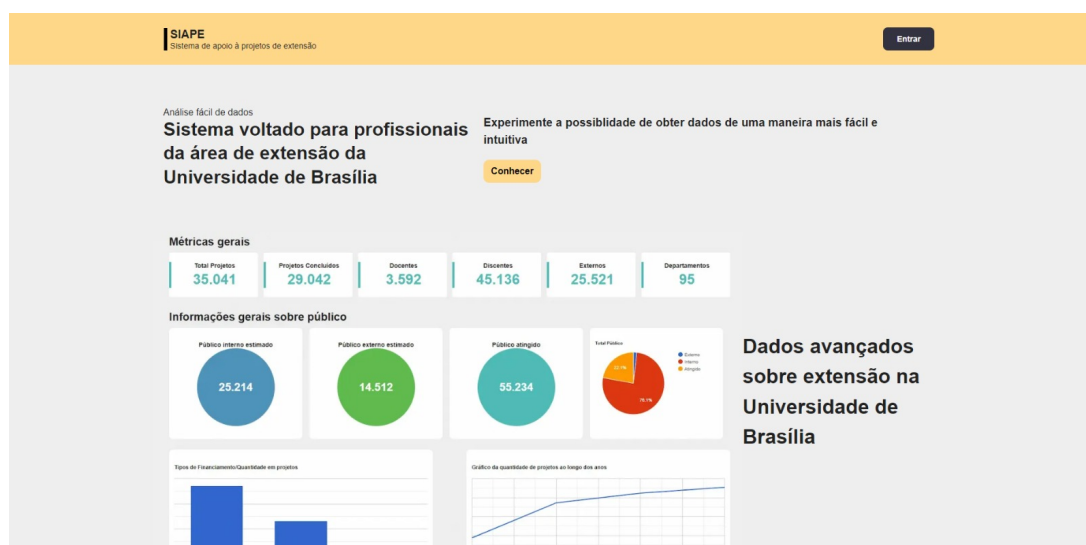 SIAPE
Sistema de apoio à projetos de extensão
Entrar
Análise fácil de dados
Sistema voltado para profissionais
da área de extensão da
Universidade de Brasília
Experimente a possiblidade de obter dados de uma maneira mais fácil e
intuitiva
Conhecer
Métricas gerais
Total Projetos
35.041
Projetos Concluídos
29.042
Docentes
3.592
Discentes
45.136
Externos
25.521
Departamentos
95
Informações gerais sobre público
Público interno estimado
25.214
Público externo estimado
14.512
Público atingido
55.234
Total Público
Externo
Interno
Atingido
Dados avançados
sobre extensão na
Universidade de
Brasília
Tipos de Financiamento/Quantidade em projetos
Gráfico da quantidade de projetos ao longo dos anos